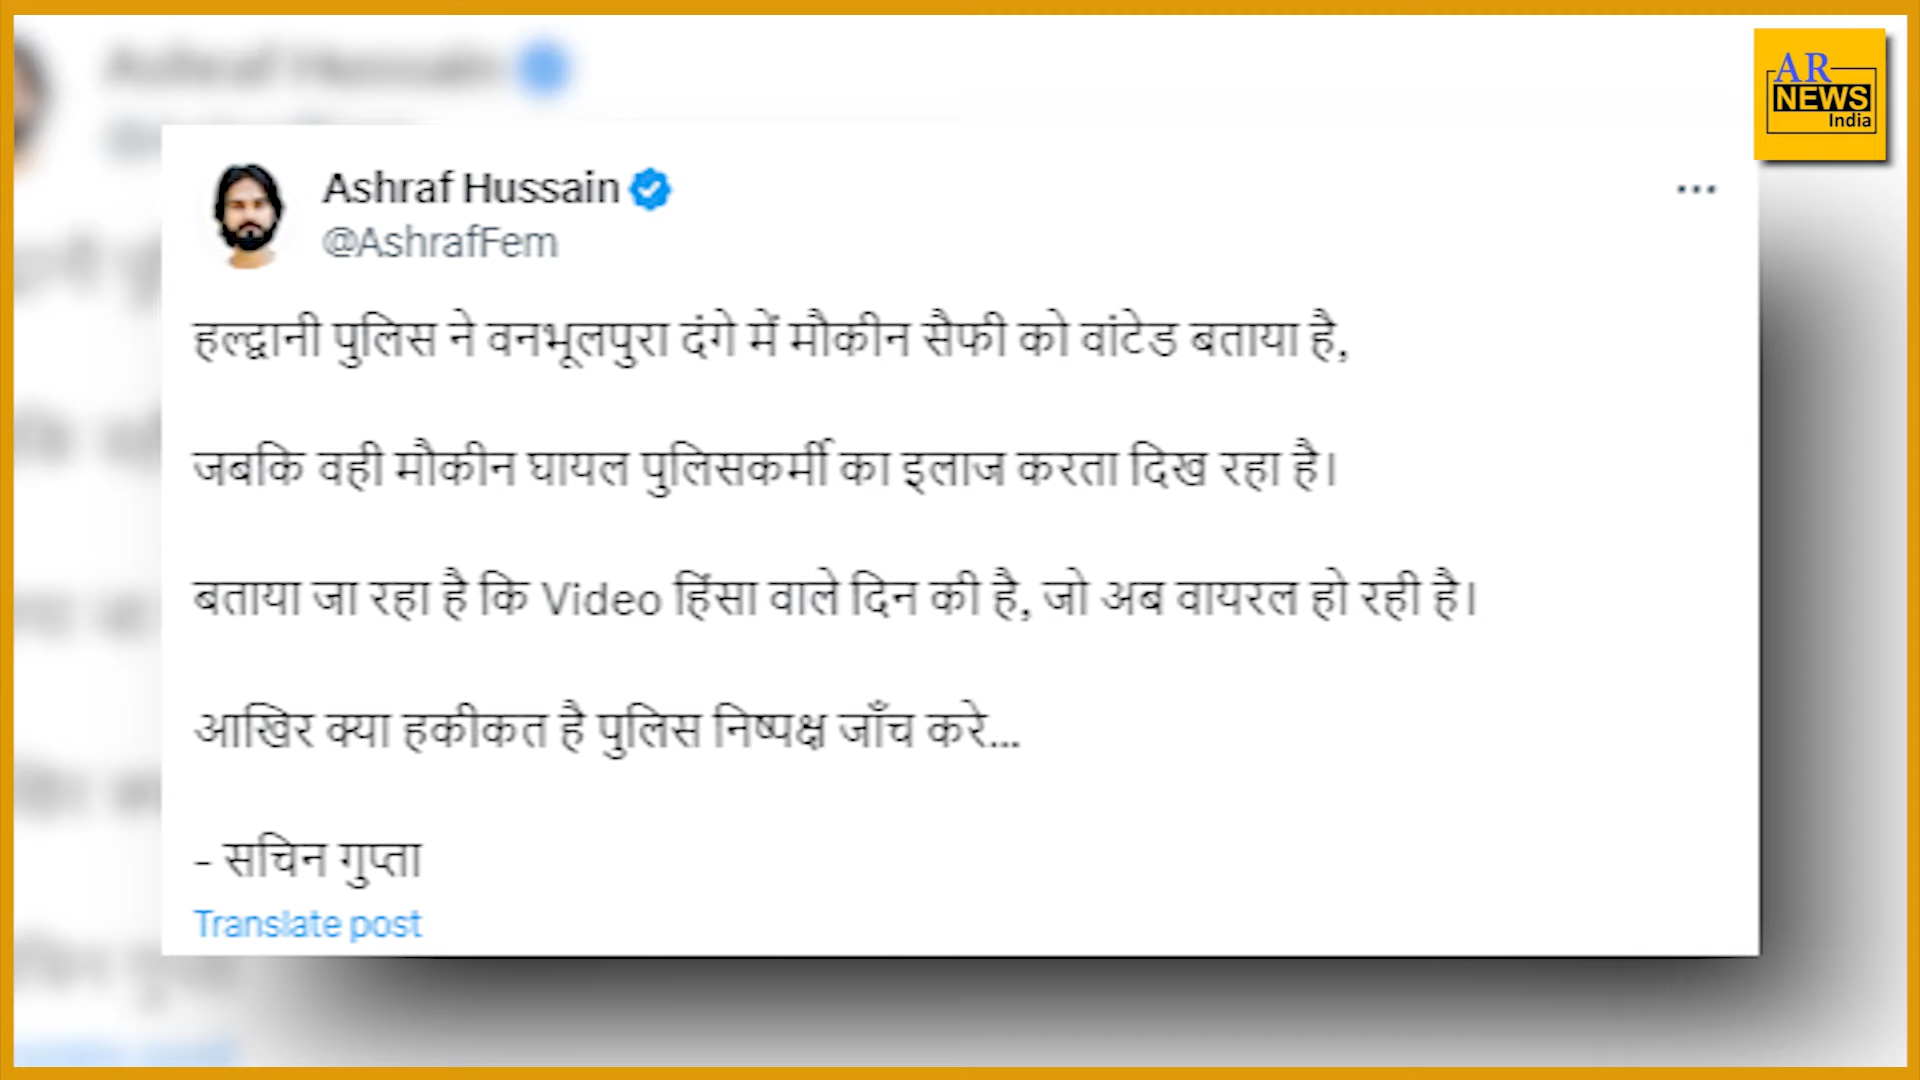 AR
NEWS
India
Ashraf Hussain
@AshrafFem
हल्द्वानी पुलिस ने वनभूलपुरा दंगे में मौकीन सैफी को वांटेड बताया है,
जबकि वही मौकीन घायल पुलिसकर्मी का इलाज करता दिख रहा है।
बताया जा रहा है कि Video हिंसा वाले दिन की है, जो अब वायरल हो रही है।
आखिर क्या हकीकत है पुलिस निष्पक्ष जाँच करे...
- सचिन गुप्ता
Translate post